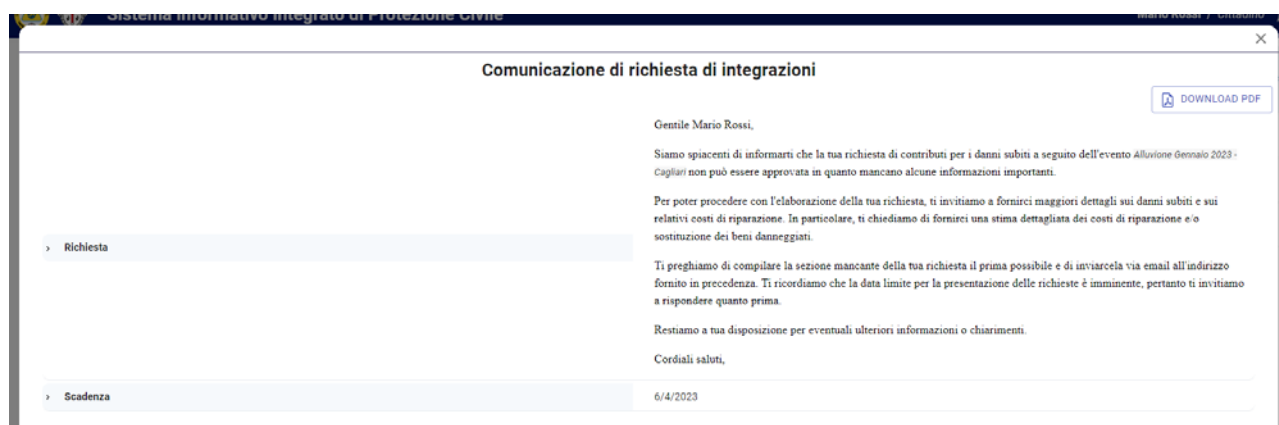 Sistema Informativo Integrato di Protezione Civile
Mario Rossi / Cittadino
Comunicazione di richiesta di integrazioni
DOWNLOAD PDF
Gentile Mario Rossi,
Siamo spiacenti di informarti che la tua richiesta di contributi per i danni subiti a seguito dell'evento Alluvione Gennaio 2023 -
Cagliari non può essere approvata in quanto mancano alcune informazioni importanti.
Per poter procedere con l'elaborazione della tua richiesta, ti invitiamo a fornirci maggiori dettagli sui danni subiti e sui
relativi costi di riparazione. In particolare, ti chiediamo di fornirci una stima dettagliata dei costi di riparazione e/o
sostituzione dei beni danneggiati.
› Richiesta
Ti preghiamo di compilare la sezione mancante della tua richiesta il prima possibile e di inviarcela via email all'indirizzo
fornito in precedenza. Ti ricordiamo che la data limite per la presentazione delle richieste è imminente, pertanto ti invitiamo
a rispondere quanto prima.
Restiamo a tua disposizione per eventuali ulteriori informazioni o chiarimenti.
Cordiali saluti,
› Scadenza
6/4/2023